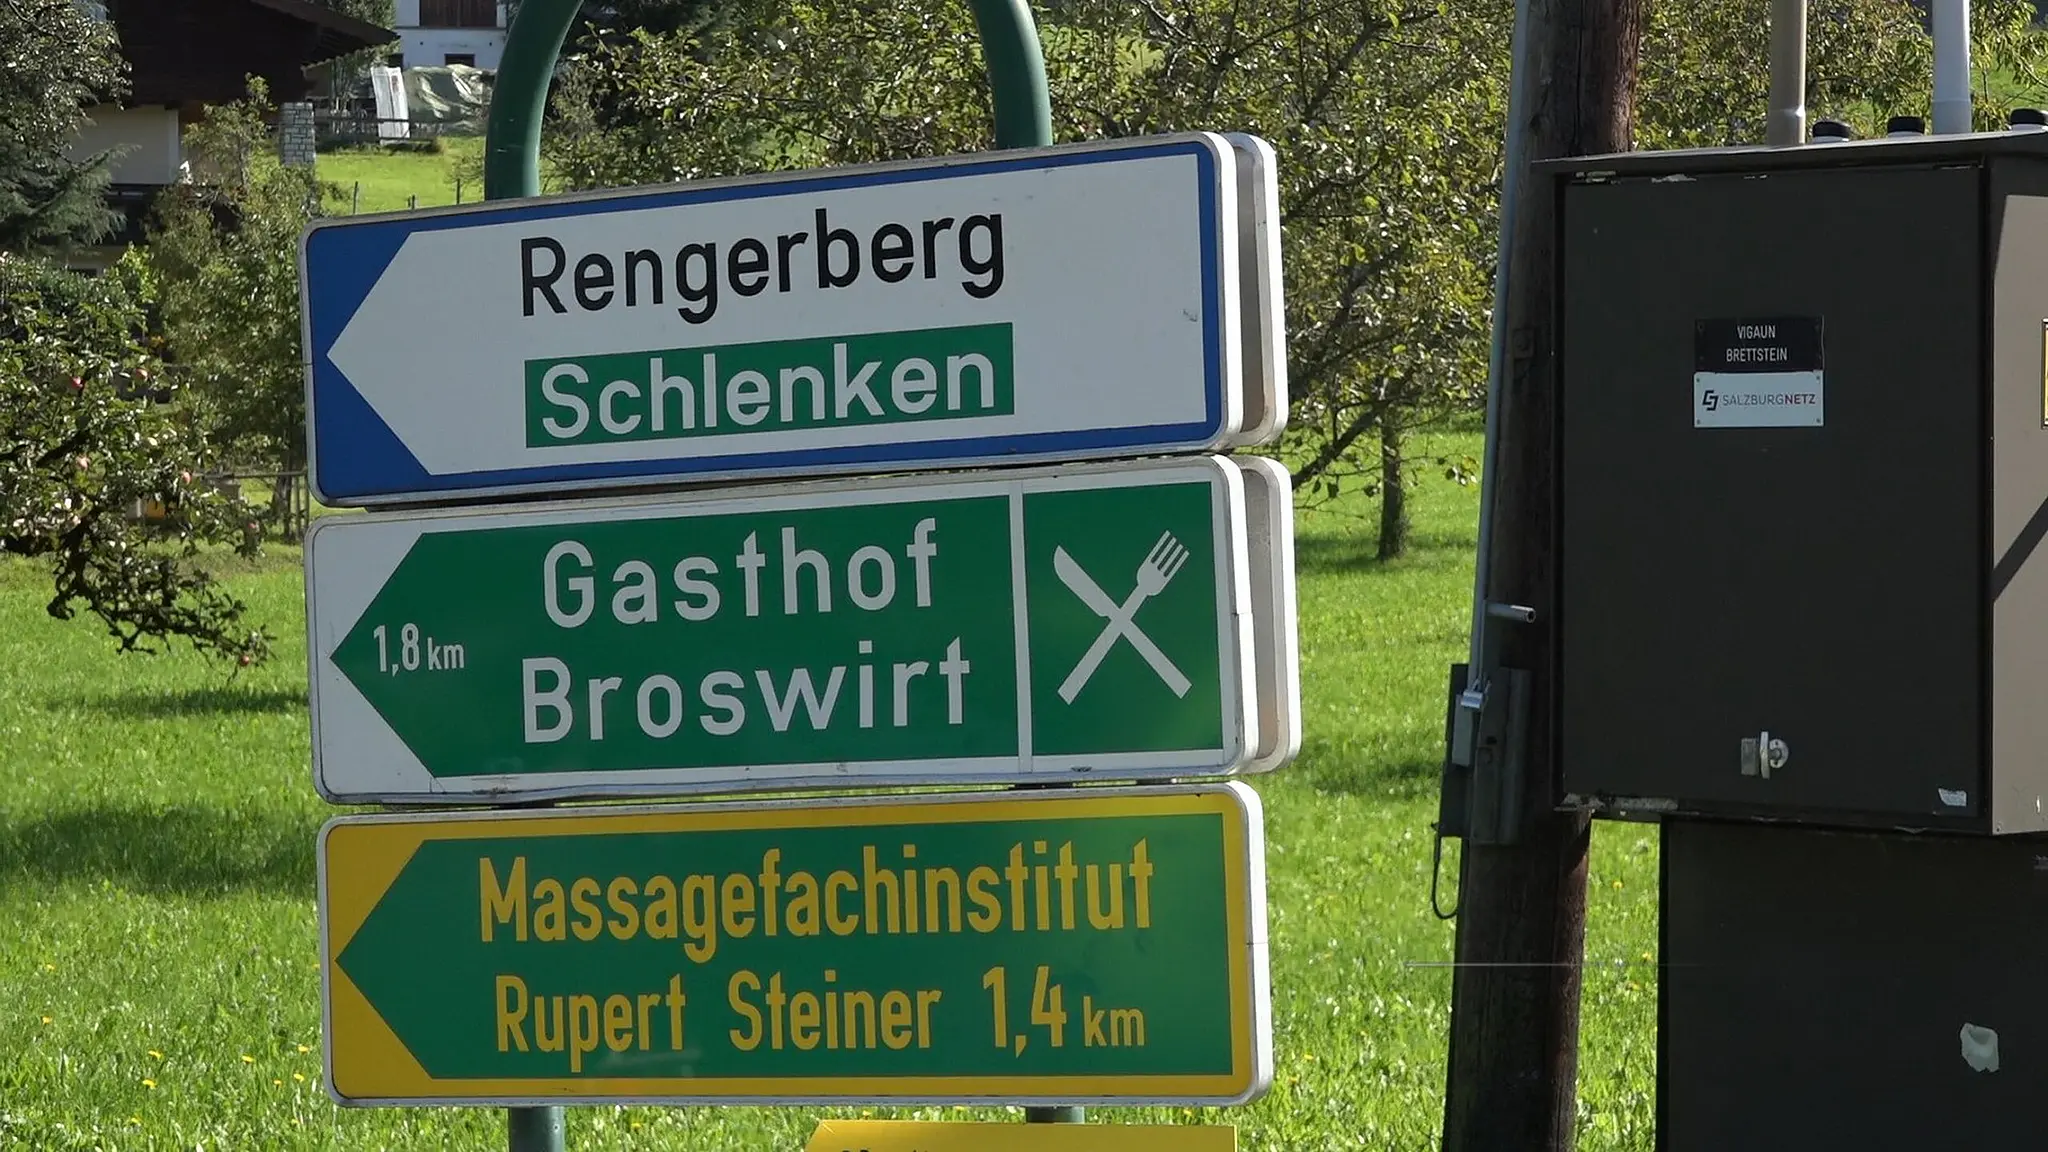 Rengerberg
Schlenken
Gasthof
1,8 km
Broswirt
Massagefachinstitut
Rupert Steiner 1,4 km
VIGAUN
BRETTSTEIN
SALZBURGNETZ